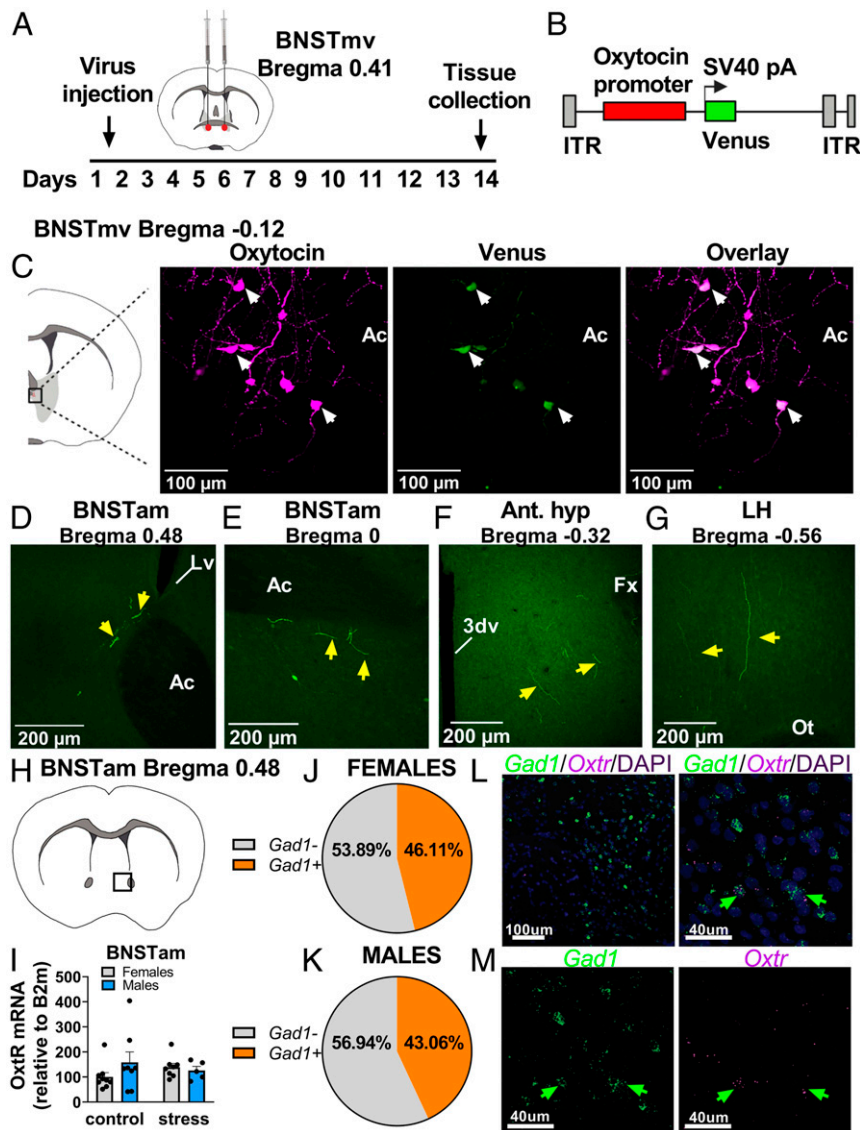 A
BNSTmv
Bregma 0.41
Virus
injection
Tissue
collection
Days 1 2 3 4 5 6 7 8 9 10 11 12 13 14
B
Oxytocin
promoter
SV40 pA
ITR
Venus
ITR
BNSTmv Bregma -0.12
C
Oxytocin
Venus
Overlay
Ac
Ac
Ac
100 µm
100 µm
100 µm
D
BNSTam
Bregma 0.48
Lv
Ac
200 µm
E
BNSTam
Bregma 0
Ac
200 µm
F
Ant. hyp
Bregma -0.32
Fx
3dv
200 µm
G
LH
Bregma -0.56
Ot
200 µm
H BNSTam Bregma 0.48
I
BNSTam
Females
Males
OxtR mRNA
(relative to B2m)
500
400
300
200
100
0
control stress
J FEMALES
Gad1-
Gad1+
53.89%
46.11%
K MALES
Gad1-
Gad1+
56.94%
43.06%
L
Gad1/Oxtr/DAPI
Gad1/Oxtr/DAPI
100um
40um
M
Gad1
Oxtr
40um
40um